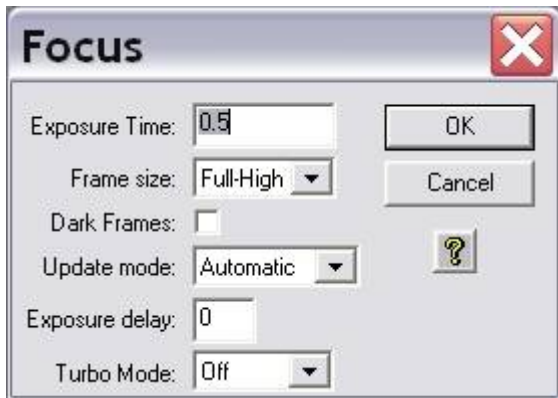 Focus
Exposure Time: 0.5 OK
Frame size: Full-High Cancel
Dark Frames:
Update mode: Automatic ?
Exposure delay: 0
Turbo Mode: Off